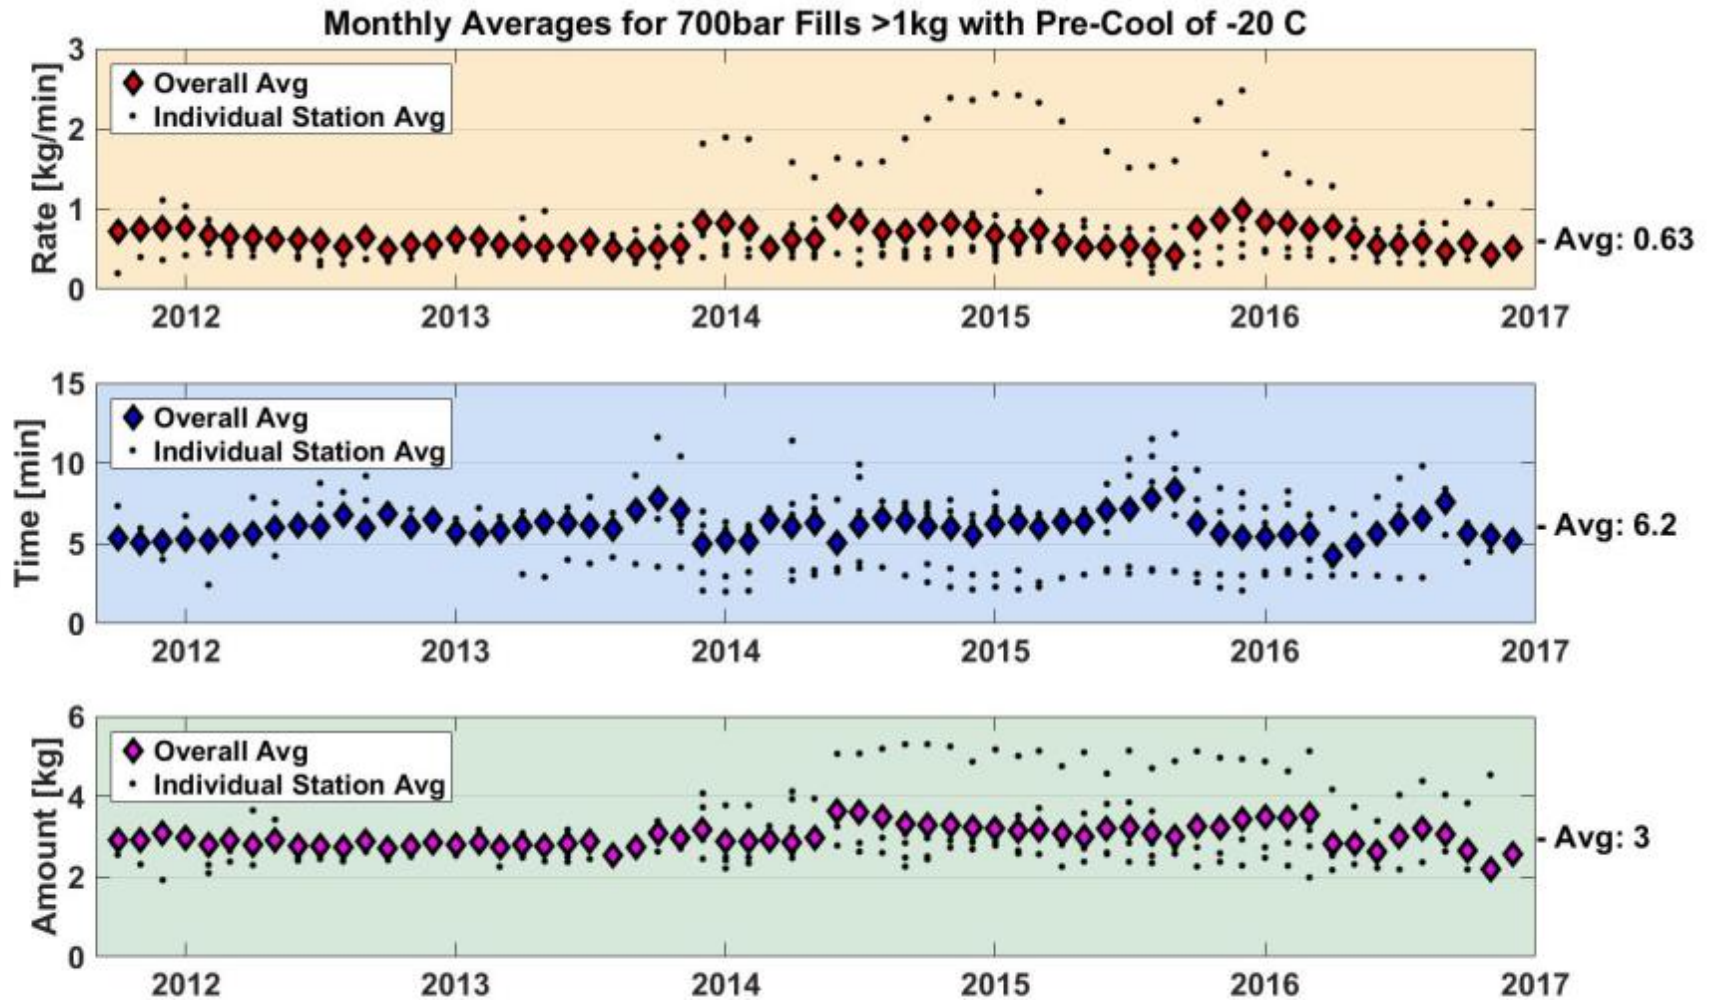 Monthly Averages for 700bar Fills >1kg with Pre-Cool of -20 C
Rate [kg/min]
3
2
1
0
Overall Avg
Individual Station Avg
- Avg: 0.63
2012 2013 2014 2015 2016 2017
Time [min]
15
10
5
0
Overall Avg
Individual Station Avg
- Avg: 6.2
2012 2013 2014 2015 2016 2017
Amount [kg]
6
4
2
0
Overall Avg
Individual Station Avg
- Avg: 3
2012 2013 2014 2015 2016 2017